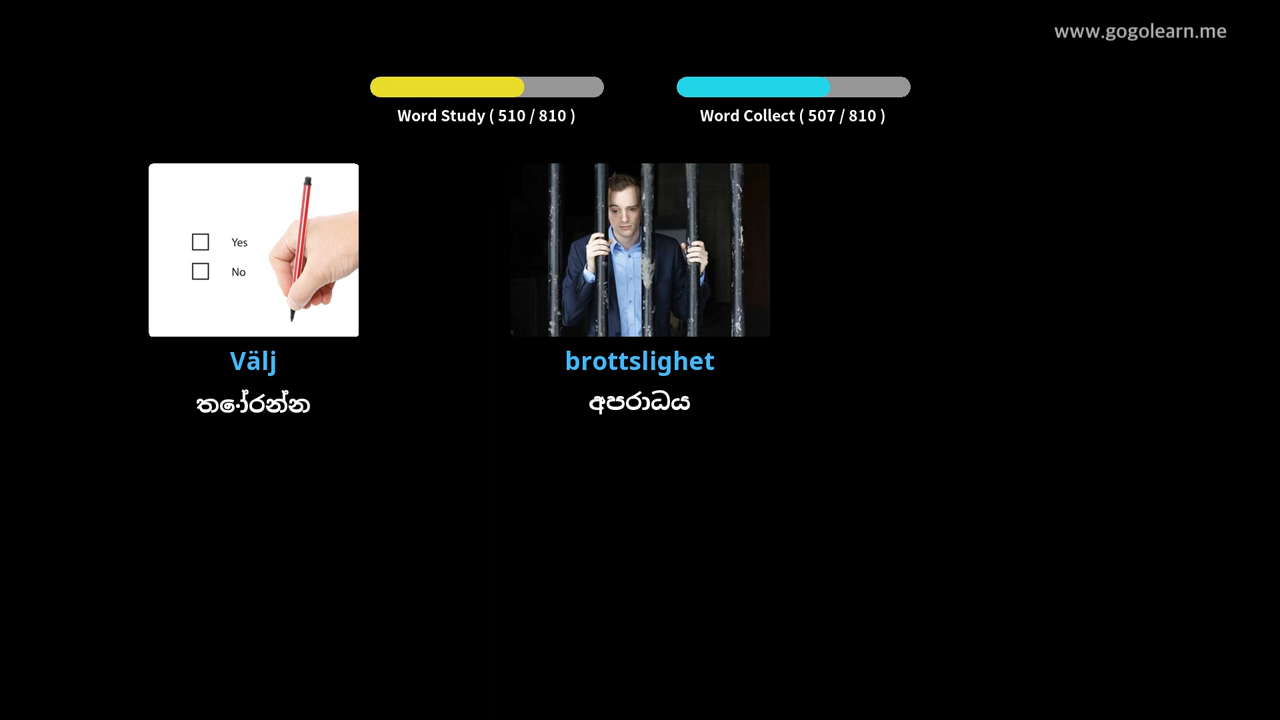 www.gogolearn.me
Word Study ( 510 / 810 )
Word Collect ( 507 / 810 )
Yes
No
Välj
brottslighet
තෝරන්න
අපරාධය